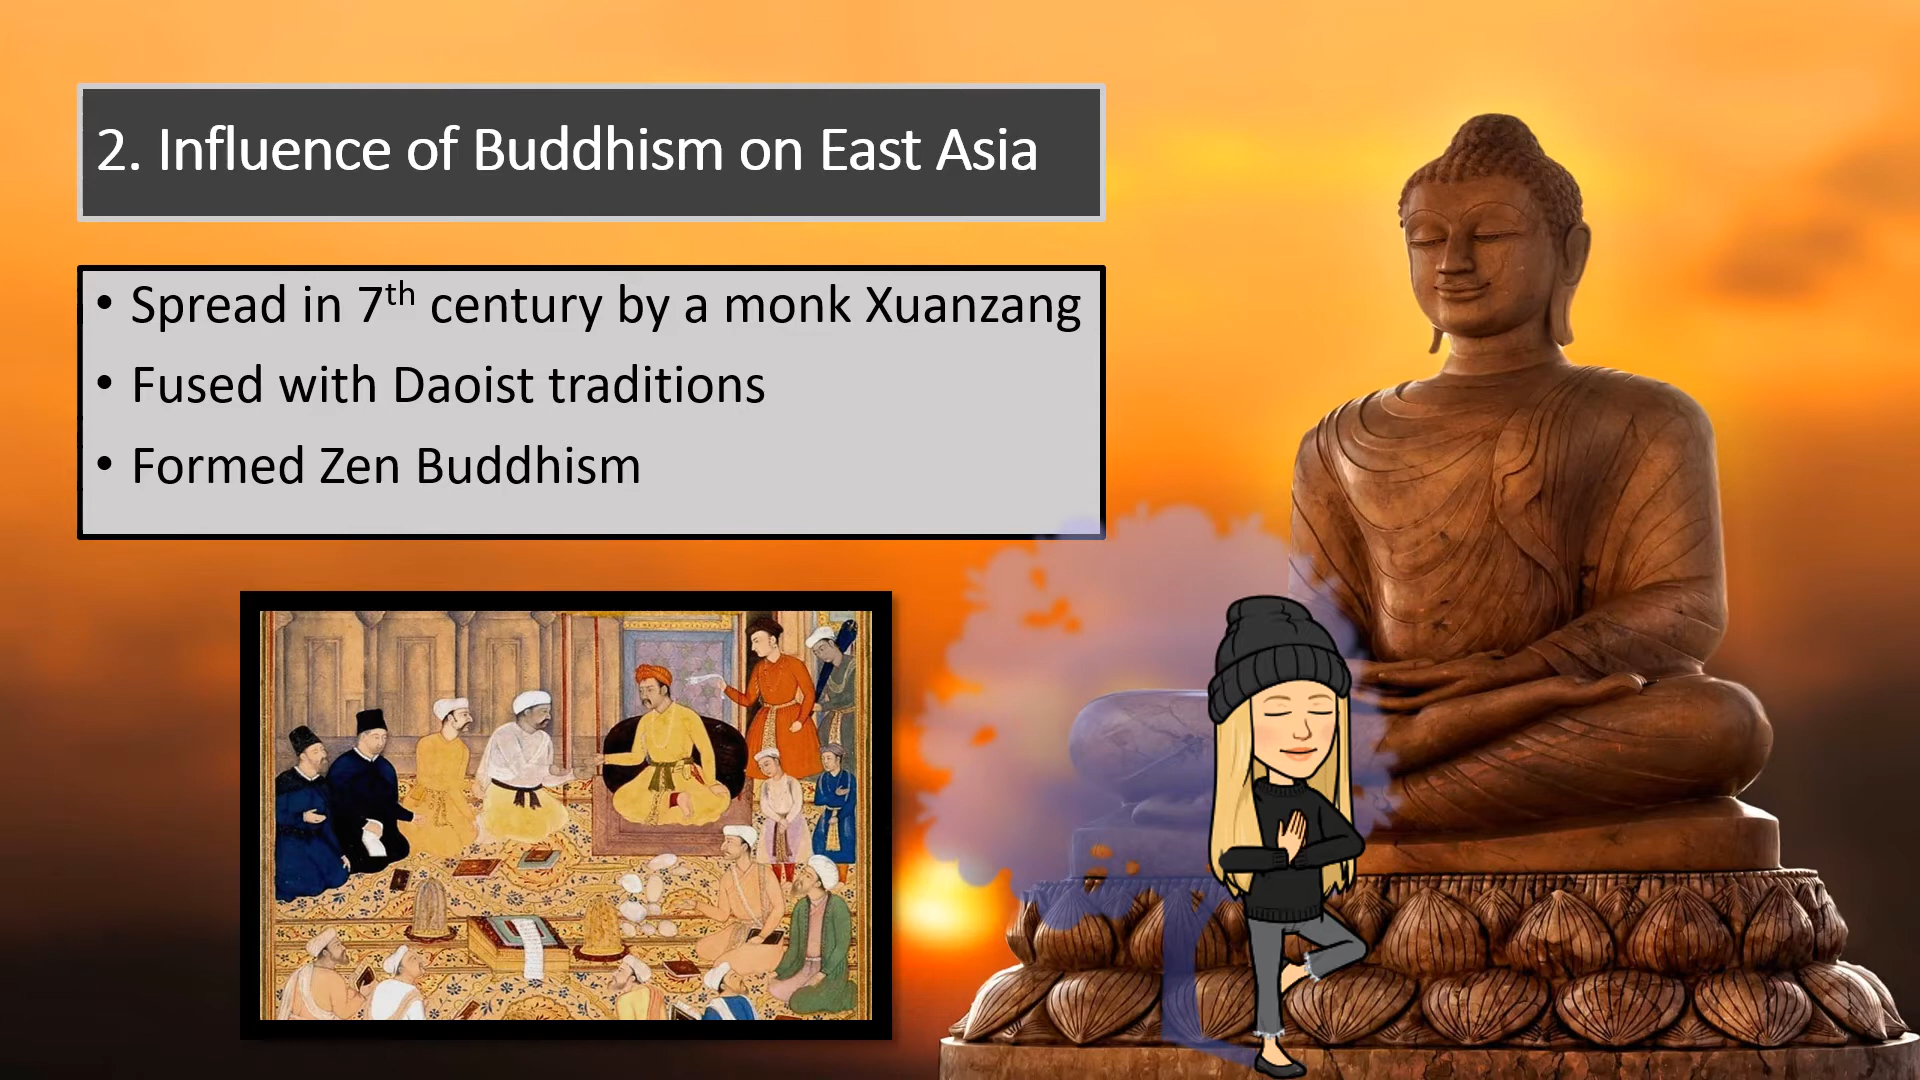 2. Influence of Buddhism on East Asia
• Spread in 7th century by a monk Xuanzang
• Fused with Daoist traditions
• Formed Zen Buddhism